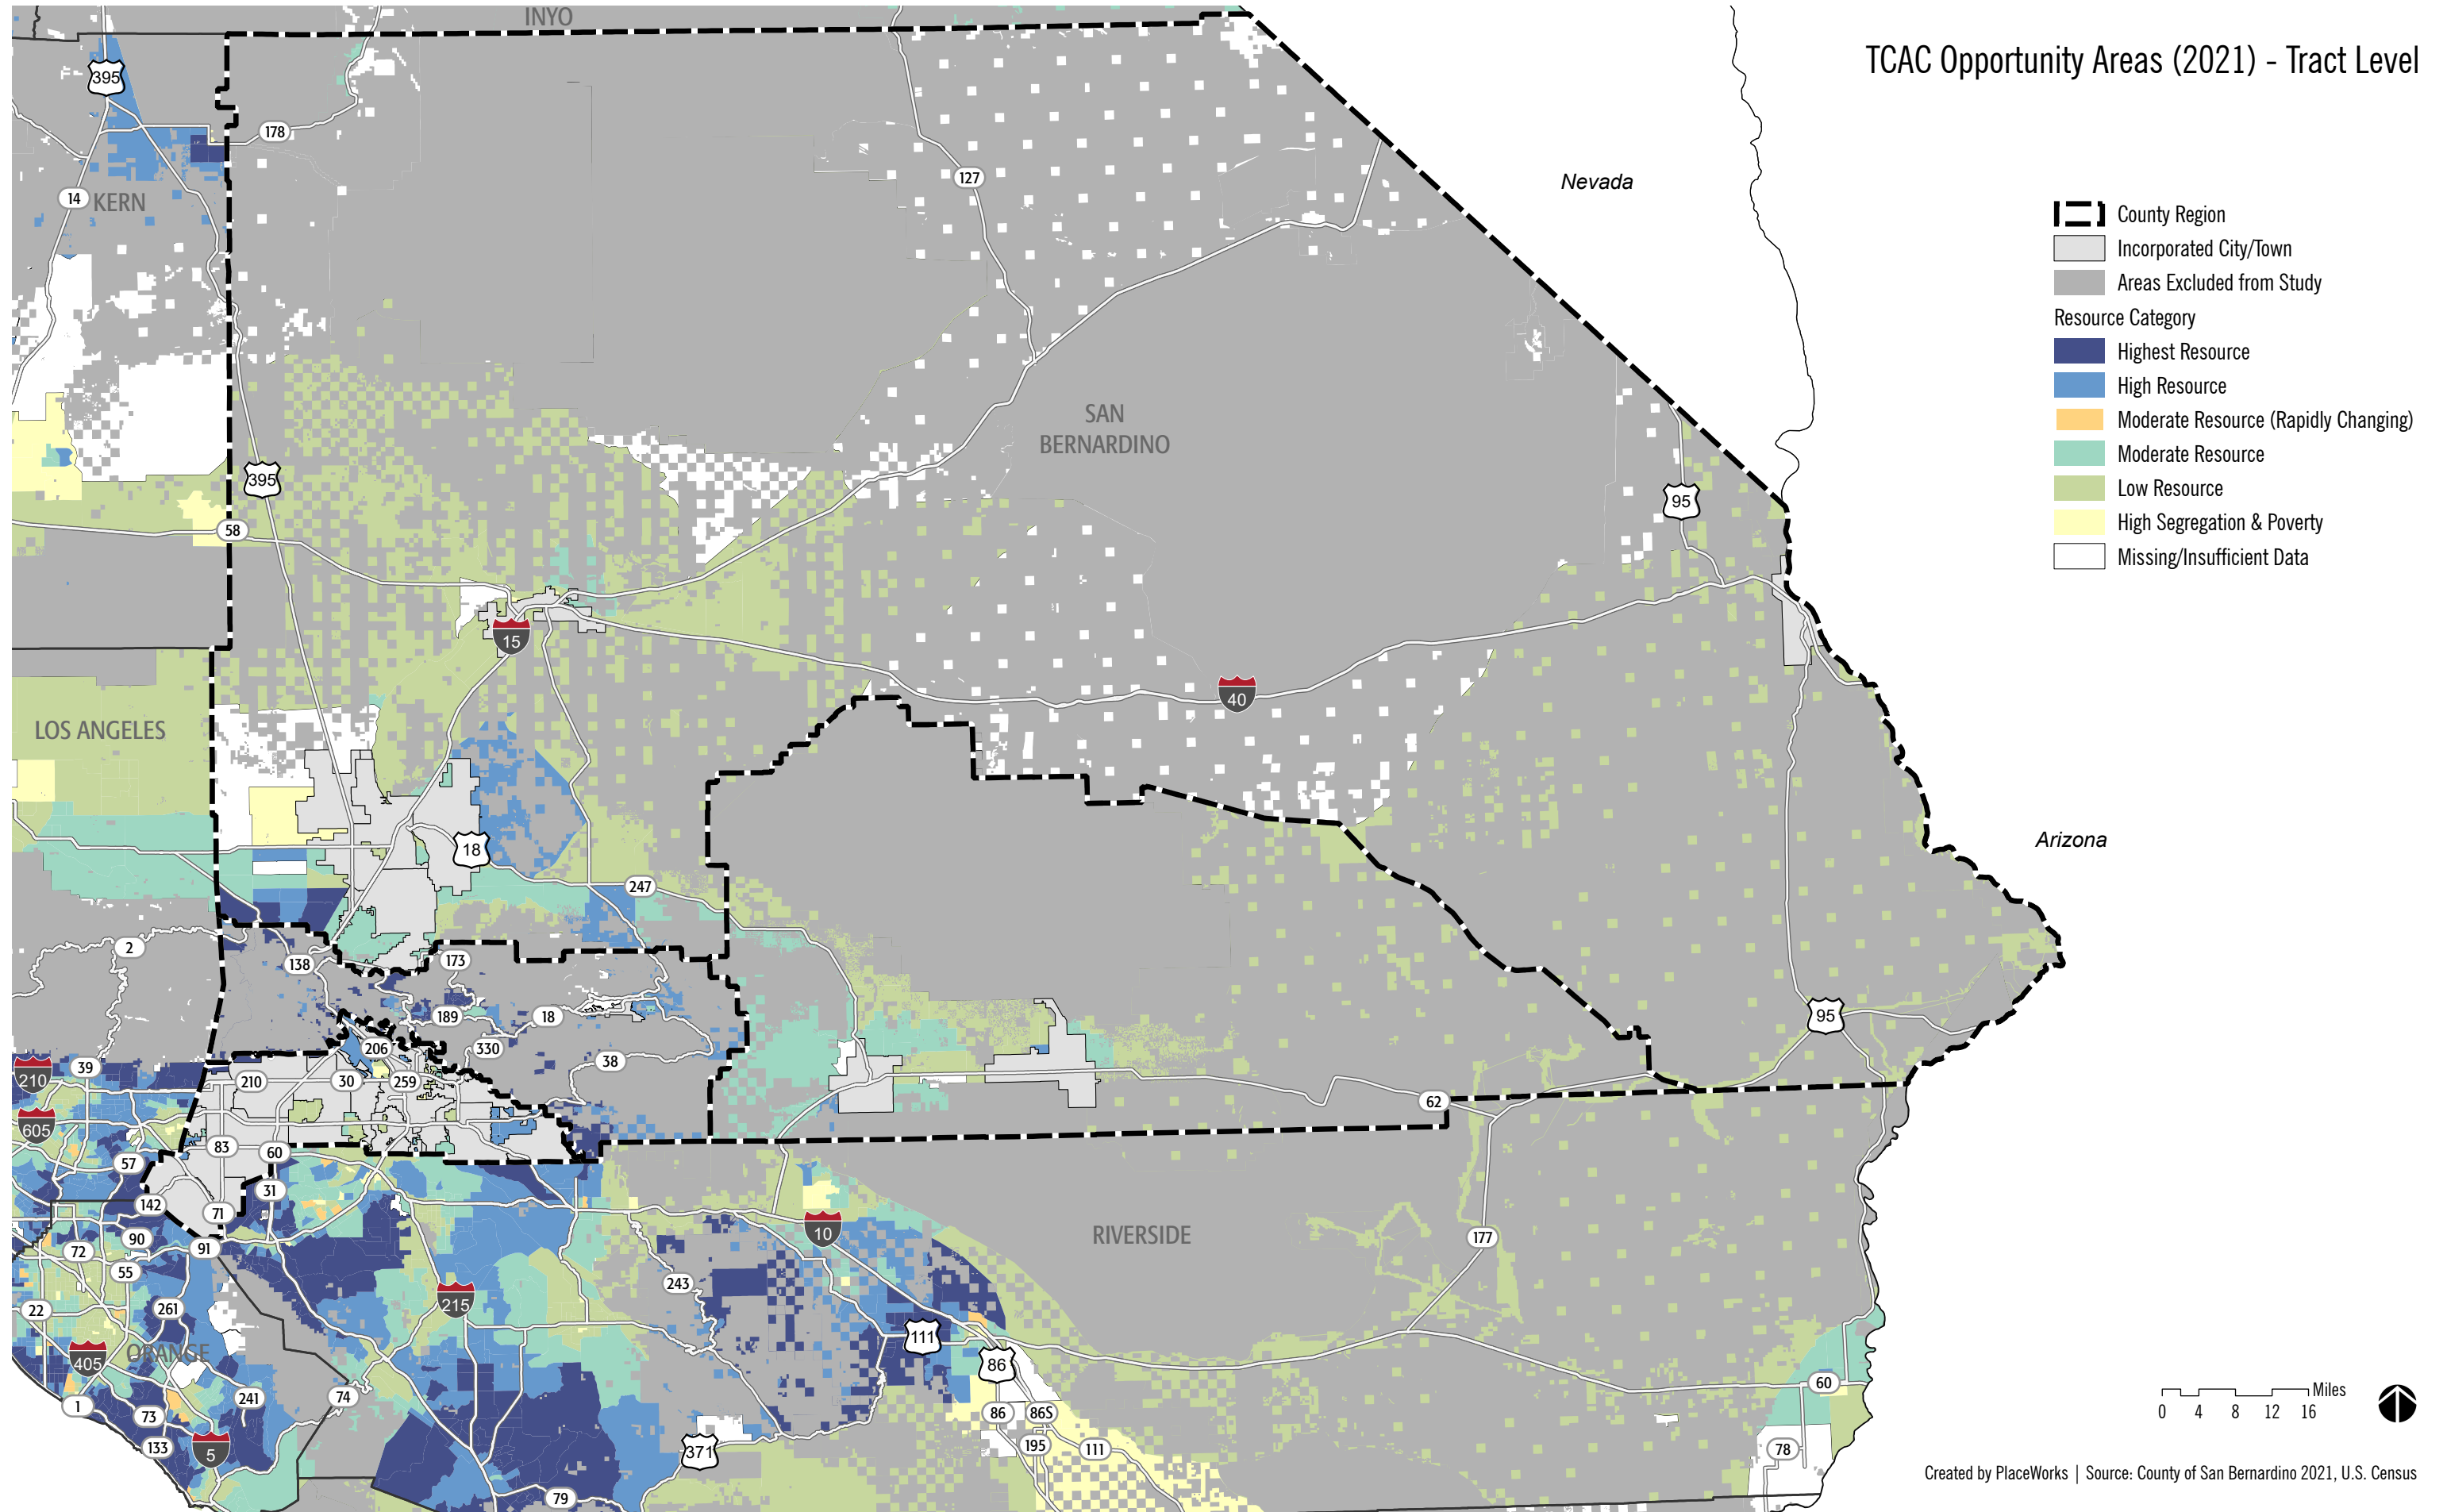 TCAC Opportunity Areas (2021) - Tract Level
INYO
395
178
14
KERN
127
Nevada
County Region
Incorporated City/Town
Areas Excluded from Study
Resource Category
Highest Resource
High Resource
Moderate Resource (Rapidly Changing)
Moderate Resource
Low Resource
High Segregation & Poverty
Missing/Insufficient Data
SAN
BERNARDINO
395
95
58
15
40
LOS ANGELES
18
Arizona
247
2
138
173
189
18
95
206
330
38
39
210
210
30
259
62
605
83
60
57
31
142
71
10
RIVERSIDE
177
90
91
72
55
243
22
261
215
111
405
ORANGE
86
1
241
74
60
73
86
86S
133
5
371
195
111
78
79
Miles
0 4 8 12 16
Created by PlaceWorks | Source: County of San Bernardino 2021, U.S. Census